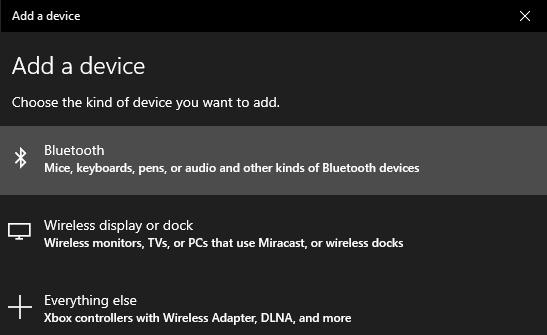 Add a device
Add a device
Choose the kind of device you want to add.
Bluetooth
Mice, keyboards, pens, or audio and other kinds of Bluetooth devices
Wireless display or dock
Wireless monitors, TVs, or PCs that use Miracast, or wireless docks
Everything else
Xbox controllers with Wireless Adapter, DLNA, and more